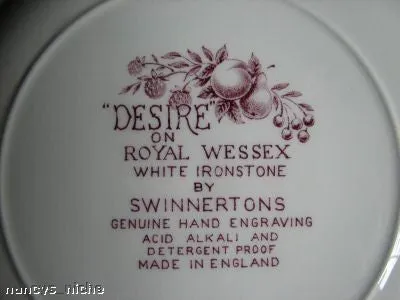 "DESIRE"
ON
ROYAL WESSEX
WHITE IRONSTONE
BY
SWINNERTONS
GENUINE HAND ENGRAVING
ACID ALKALI AND
DETERGENT PROOF
MADE IN ENGLAND
nancys niche